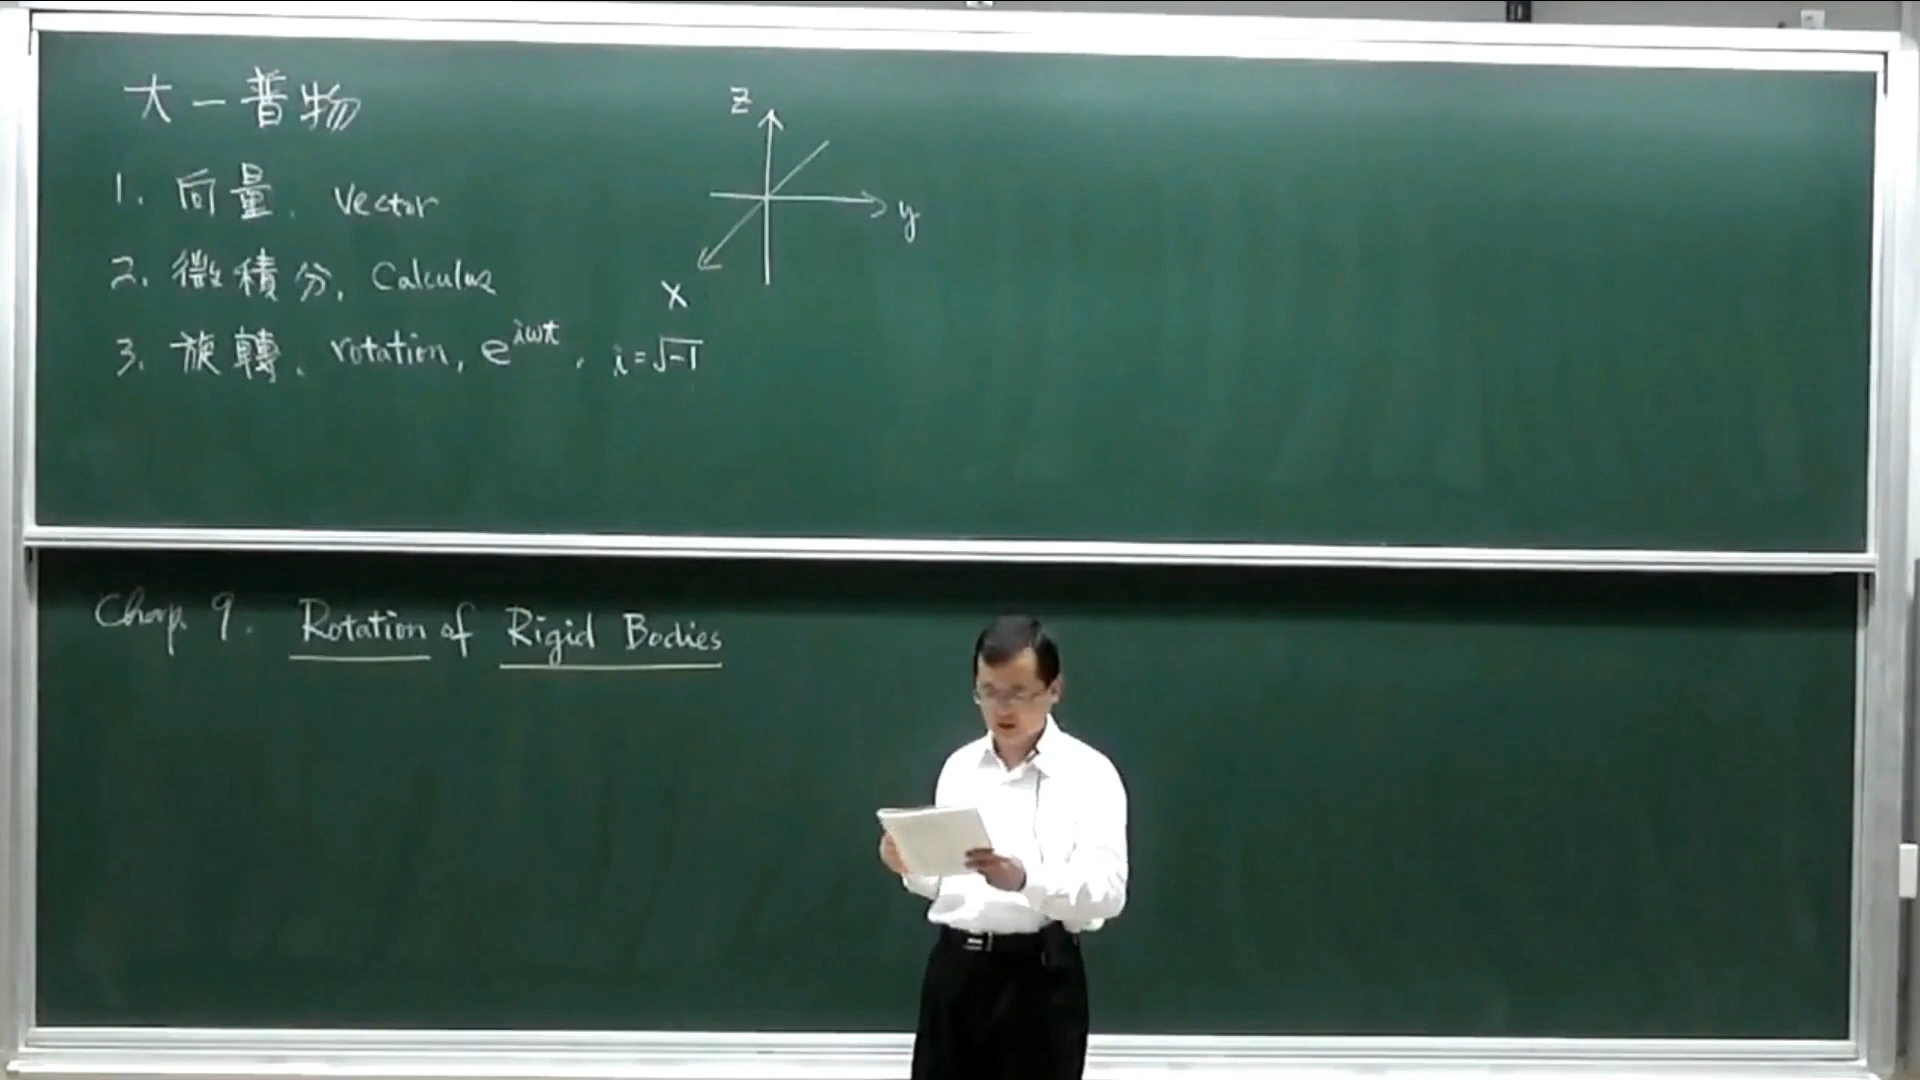 大一普物
1. 向量. Vector
2. 微積分. Calculus
3. 旋轉. rotation, e^{iωt}. i=√-1
z
y
x
Chap. 9. Rotation of Rigid Bodies